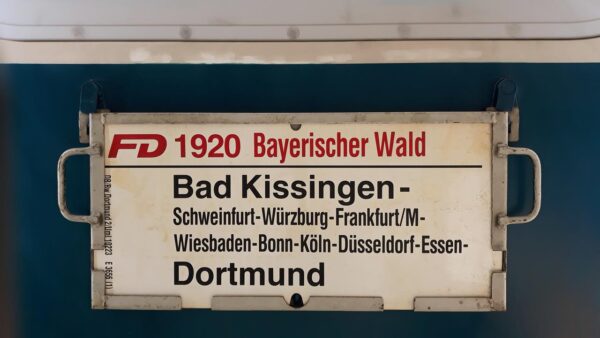 FD 1920 Bayerischer Wald
Bad Kissingen-
Schweinfurt-Würzburg-Frankfurt/M-
Wiesbaden-Bonn-Köln-Düsseldorf-Essen-
Dortmund